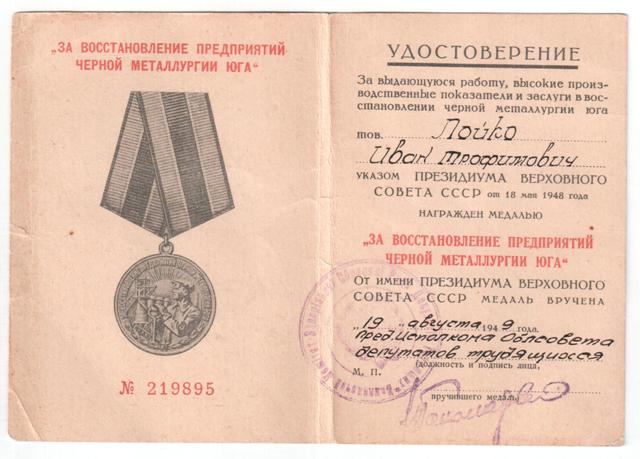 „ЗА ВОССТАНОВЛЕНИЕ ПРЕДПРИЯТИЙ
ЧЕРНОЙ МЕТАЛЛУРГИИ ЮГА“
№ 219895
УДОСТОВЕРЕНИЕ
За выдающуюся работу, высокие произ-
водственные показатели и заслуги в вос-
становлении черной металлургии юга
тов. Лойко
Иван Трофимович
указом ПРЕЗИДИУМА ВЕРХОВНОГО
СОВЕТА СССР от 18 мая 1948 года
НАГРАЖДЕН МЕДАЛЬЮ
„ЗА ВОССТАНОВЛЕНИЕ ПРЕДПРИЯТИЙ
ЧЕРНОЙ МЕТАЛЛУРГИИ ЮГА“
От имени ПРЕЗИДИУМА ВЕРХОВНОГО
СОВЕТА СССР МЕДАЛЬ ВРУЧЕНА
„19„ августа 1949 года.
пред. Исполкома Облсовета
депутатов трудящиося
(должность и подпись лица,
М. П.
вручившего медаль)